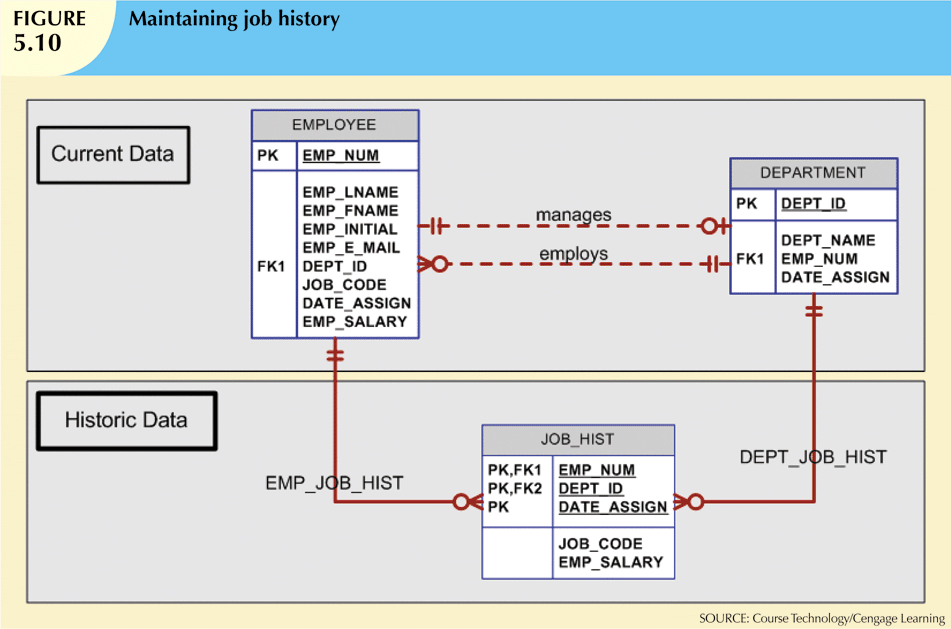 FIGURE
5.10
Maintaining job history
Current Data
EMPLOYEE
PK EMP_NUM
EMP_LNAME
EMP_FNAME
EMP_INITIAL
EMP_E_MAIL
FK1 DEPT_ID
JOB_CODE
DATE_ASSIGN
EMP_SALARY
manages
employs
DEPARTMENT
PK DEPT_ID
DEPT_NAME
FK1 EMP_NUM
DATE_ASSIGN
Historic Data
EMP_JOB_HIST
JOB_HIST
PK,FK1 EMP_NUM
PK,FK2 DEPT_ID
PK DATE_ASSIGN
JOB_CODE
EMP_SALARY
DEPT_JOB_HIST
SOURCE: Course Technology/Cengage Learning